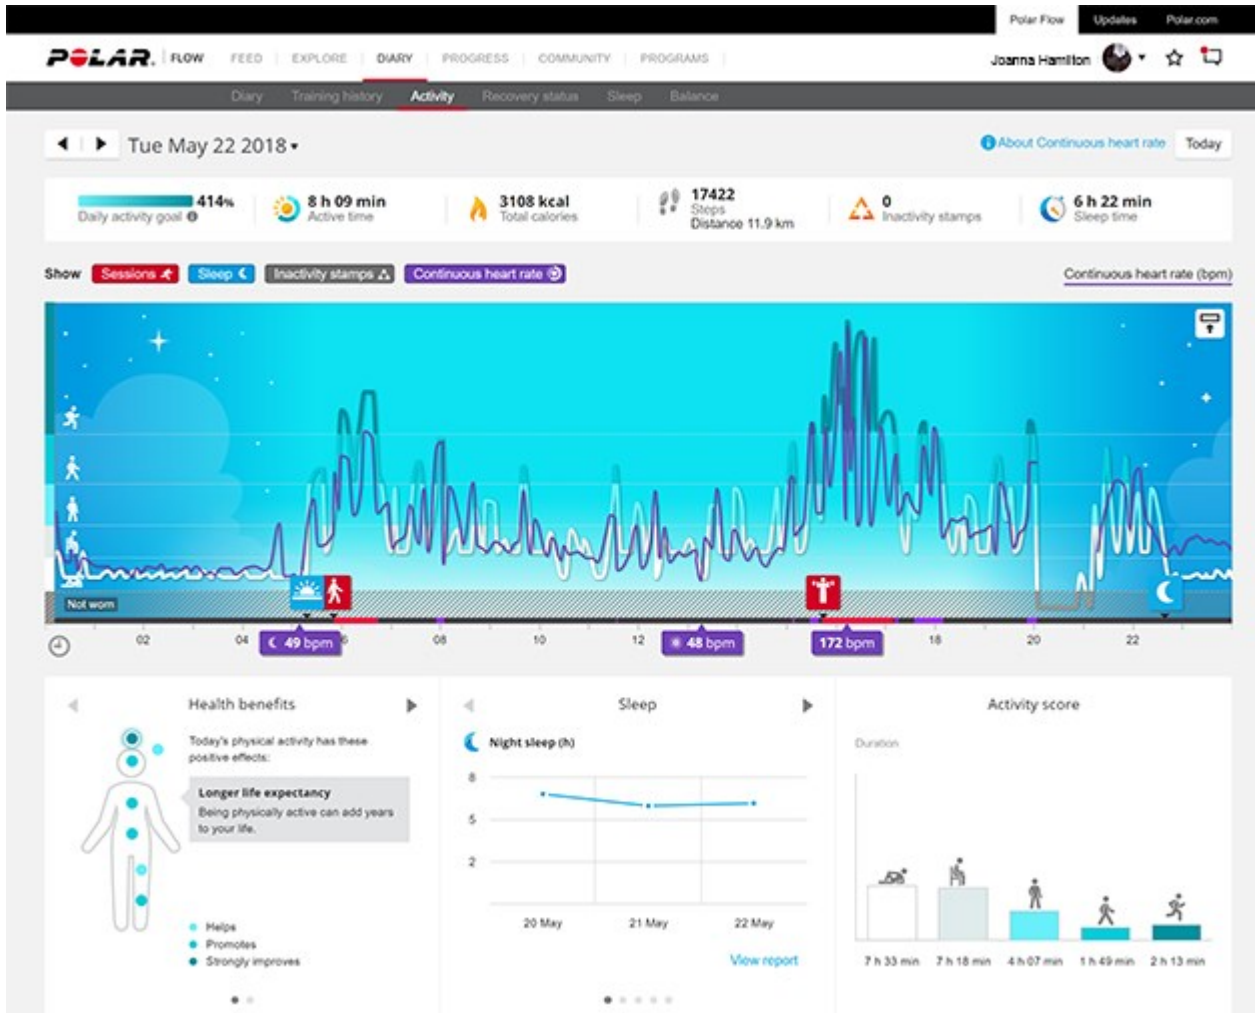 Polar Flow Updates Polar.com
POLAR. FLOW FEED EXPLORE DIARY PROGRESS COMMUNITY PROGRAMS Joanna Hamilton
Diary Training history Activity Recovery status Sleep Balance
Tue May 22 2018 About Continuous heart rate Today
414%
Daily activity goal
8 h 09 min
Active time
3108 kcal
Total calories
17422
Steps
Distance 11.9 km
0
Inactivity stamps
6 h 22 min
Sleep time
Show Sessions Sleep Inactivity stamps Continuous heart rate Continuous heart rate (bpm)
Not worn
02 04 6 08 10 12 18 20 22
49 bpm 48 bpm 172 bpm
Health benefits
Today's physical activity has these
positive effects:
Longer life expectancy
Being physically active can add years
to your life.
Helps
Promotes
Strongly improves
Sleep
Night sleep (h)
8
5
2
20 May 21 May 22 May
View report
Activity score
Duration
7 h 33 min 7 h 18 min 4 h 07 min 1 h 49 min 2 h 13 min